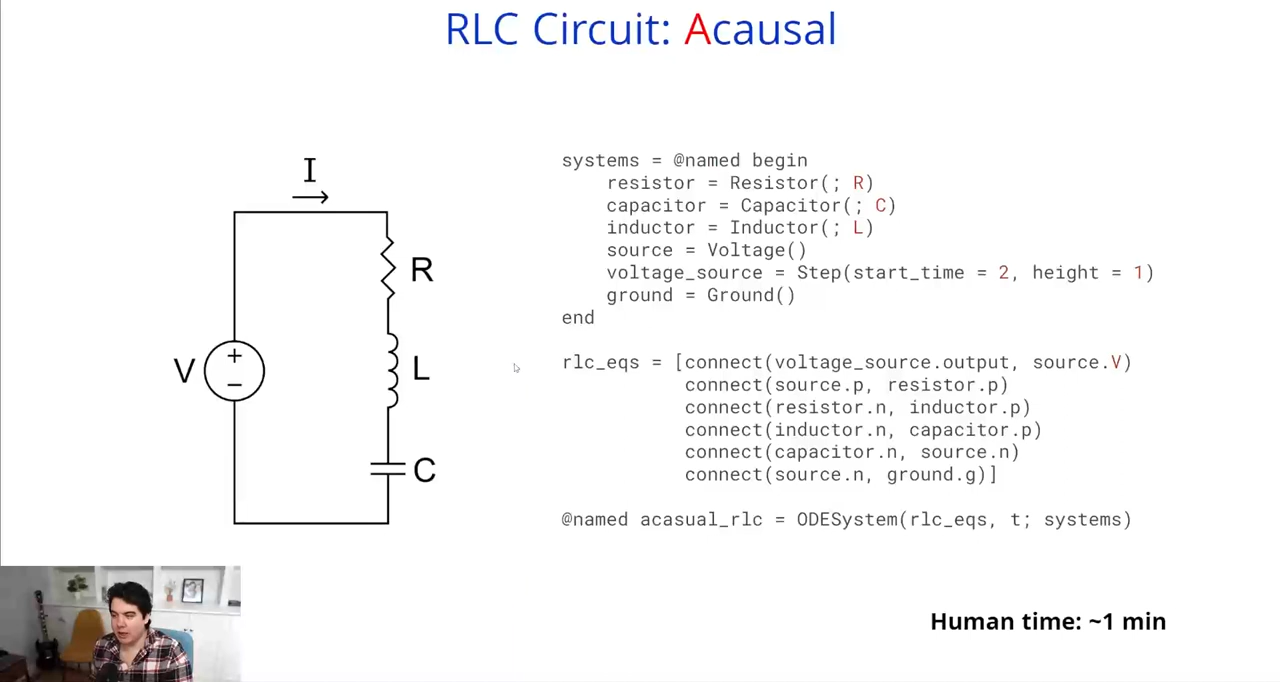 RLC Circuit: Acausal
I
R
V
+
−
L
C
systems = @named begin
resistor = Resistor(; R)
capacitor = Capacitor(; C)
inductor = Inductor(; L)
source = Voltage()
voltage_source = Step(start_time = 2, height = 1)
ground = Ground()
end
rlc_eqs = [connect(voltage_source.output, source.V)
connect(source.p, resistor.p)
connect(resistor.n, inductor.p)
connect(inductor.n, capacitor.p)
connect(capacitor.n, source.n)
connect(source.n, ground.g)]
@named acasual_rlc = ODESystem(rlc_eqs, t; systems)
Human time: ~1 min